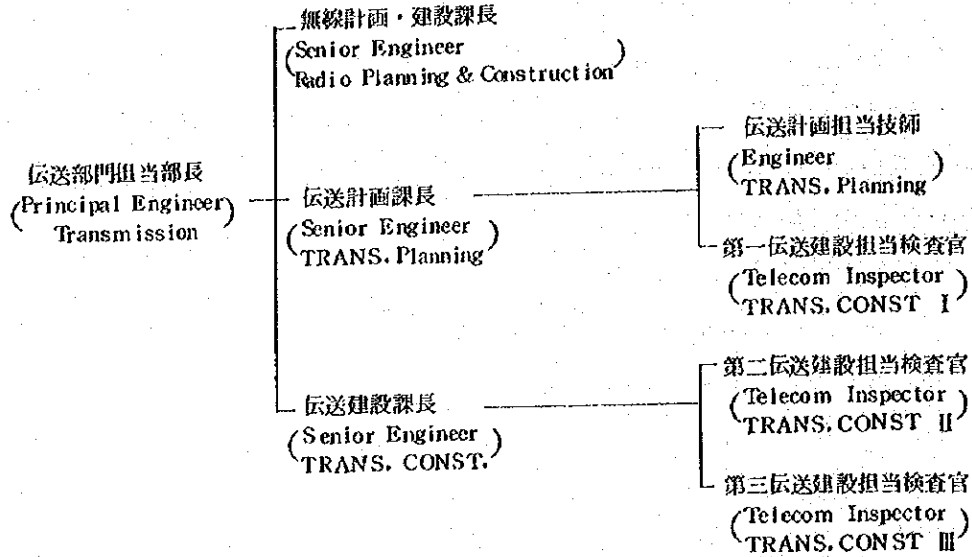 無線計画・建設課長
(Senior Engineer
Radio Planning & Construction)
伝送部門担当部長
(Principal Engineer
Transmission)
伝送計画課長
(Senior Engineer
TRANS. Planning)
伝送計画担当技師
(Engineer
TRANS. Planning)
第一伝送建設担当検査官
(Telecom Inspector
TRANS. CONST I)
伝送建設課長
(Senior Engineer
TRANS. CONST.)
第二伝送建設担当検査官
(Telecom Inspector
TRANS. CONST II)
第三伝送建設担当検査官
(Telecom Inspector
TRANS. CONST III)